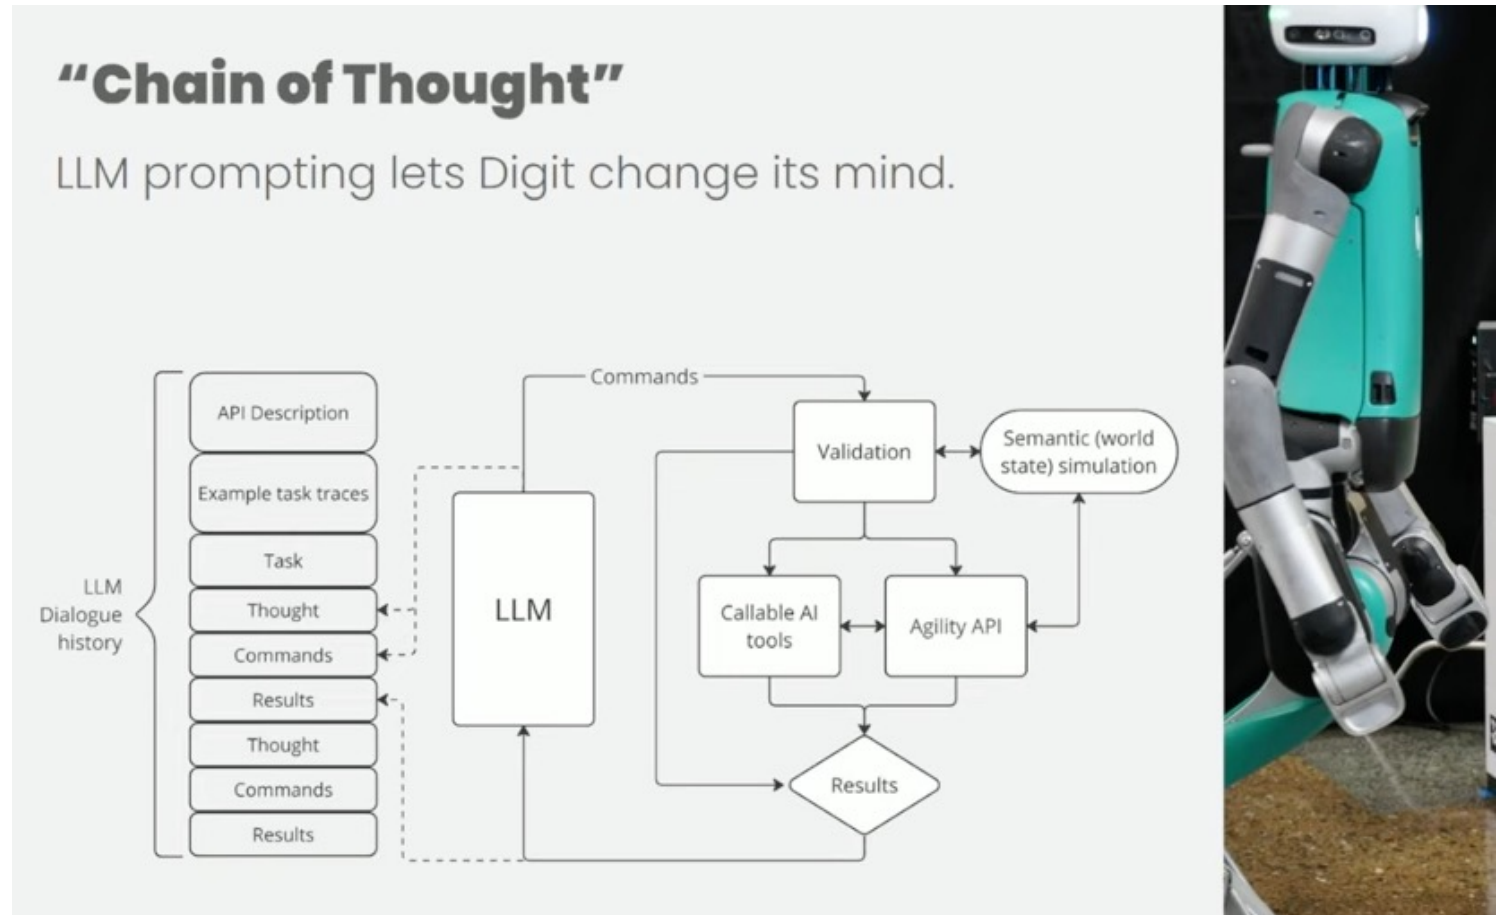 “Chain of Thought”
LLM prompting lets Digit change its mind.
Commands
API Description
Validation
Semantic (world
state) simulation
Example task traces
Task
LLM
Dialogue
history
Thought
LLM
Callable AI
tools
Agility API
Commands
Results
Thought
Results
Commands
Results